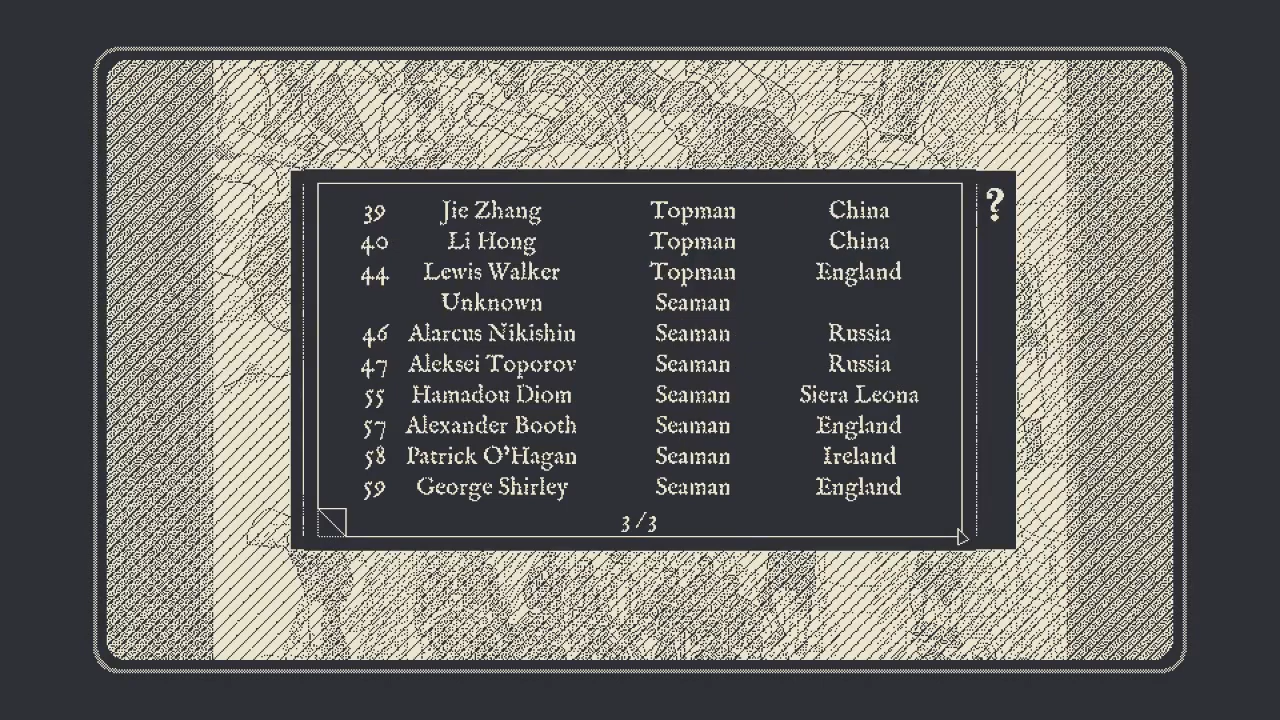 ?
39 Jie Zhang Topman China
40 Li Hong Topman China
44 Lewis Walker Topman England
Unknown Seaman
46 Alarcus Nikishin Seaman Russia
47 Aleksei Toporov Seaman Russia
55 Hamadou Diom Seaman Siera Leona
57 Alexander Booth Seaman England
58 Patrick O'Hagan Seaman Ireland
59 George Shirley Seaman England
3/3